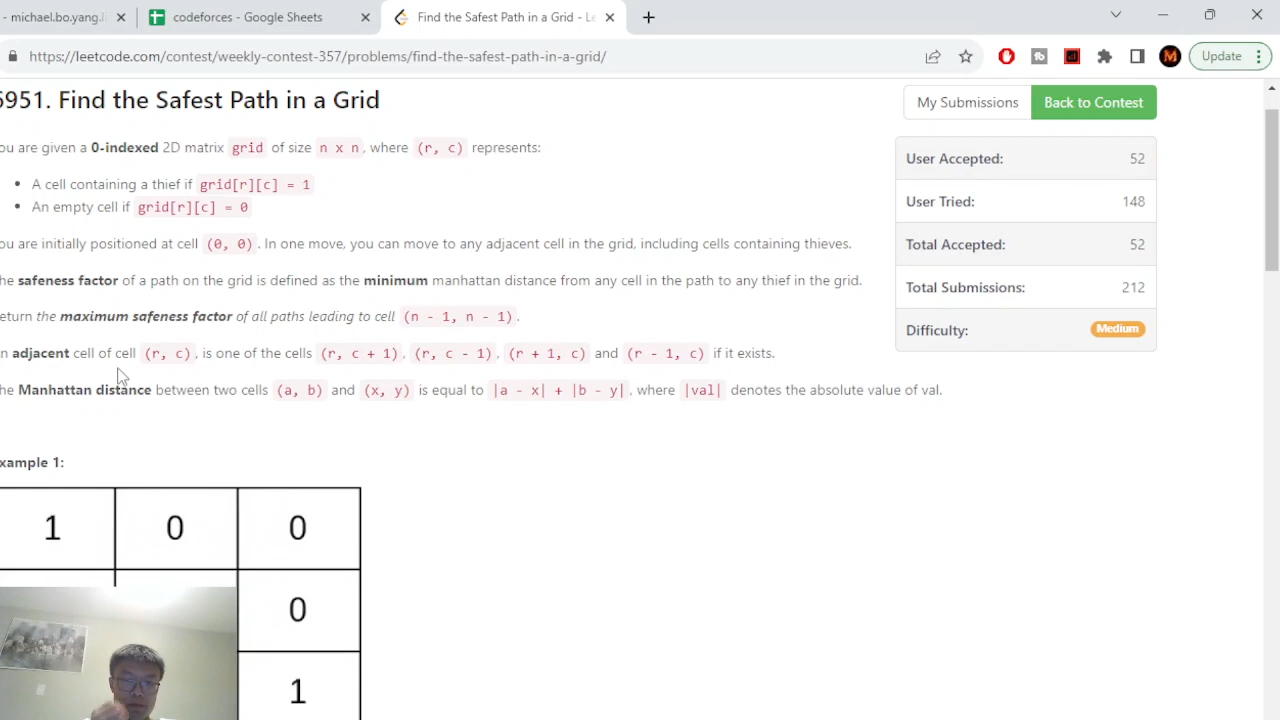 - michael.bo.yang.l
codeforces - Google Sheets
Find the Safest Path in a Grid - Le
Update
https://leetcode.com/contest/weekly-contest-357/problems/find-the-safest-path-in-a-grid/
6951. Find the Safest Path in a Grid
My Submissions
Back to Contest
ou are given a 0-indexed 2D matrix grid of size n x n, where (r, c) represents:
• A cell containing a thief if grid[r][c] = 1
• An empty cell if grid[r][c] = 0
ou are initially positioned at cell (0, 0). In one move, you can move to any adjacent cell in the grid, including cells containing thieves.
he safeness factor of a path on the grid is defined as the minimum manhattan distance from any cell in the path to any thief in the grid.
eturn the maximum safeness factor of all paths leading to cell (n - 1, n - 1).
n adjacent cell of cell (r, c), is one of the cells (r, c + 1), (r, c - 1), (r + 1, c) and (r - 1, c) if it exists.
he Manhattan distance between two cells (a, b) and (x, y) is equal to |a - x| + |b - y|, where |val| denotes the absolute value of val.
User Accepted: 52
User Tried: 148
Total Accepted: 52
Total Submissions: 212
Difficulty: Medium
xample 1:
1 0 0
0
1